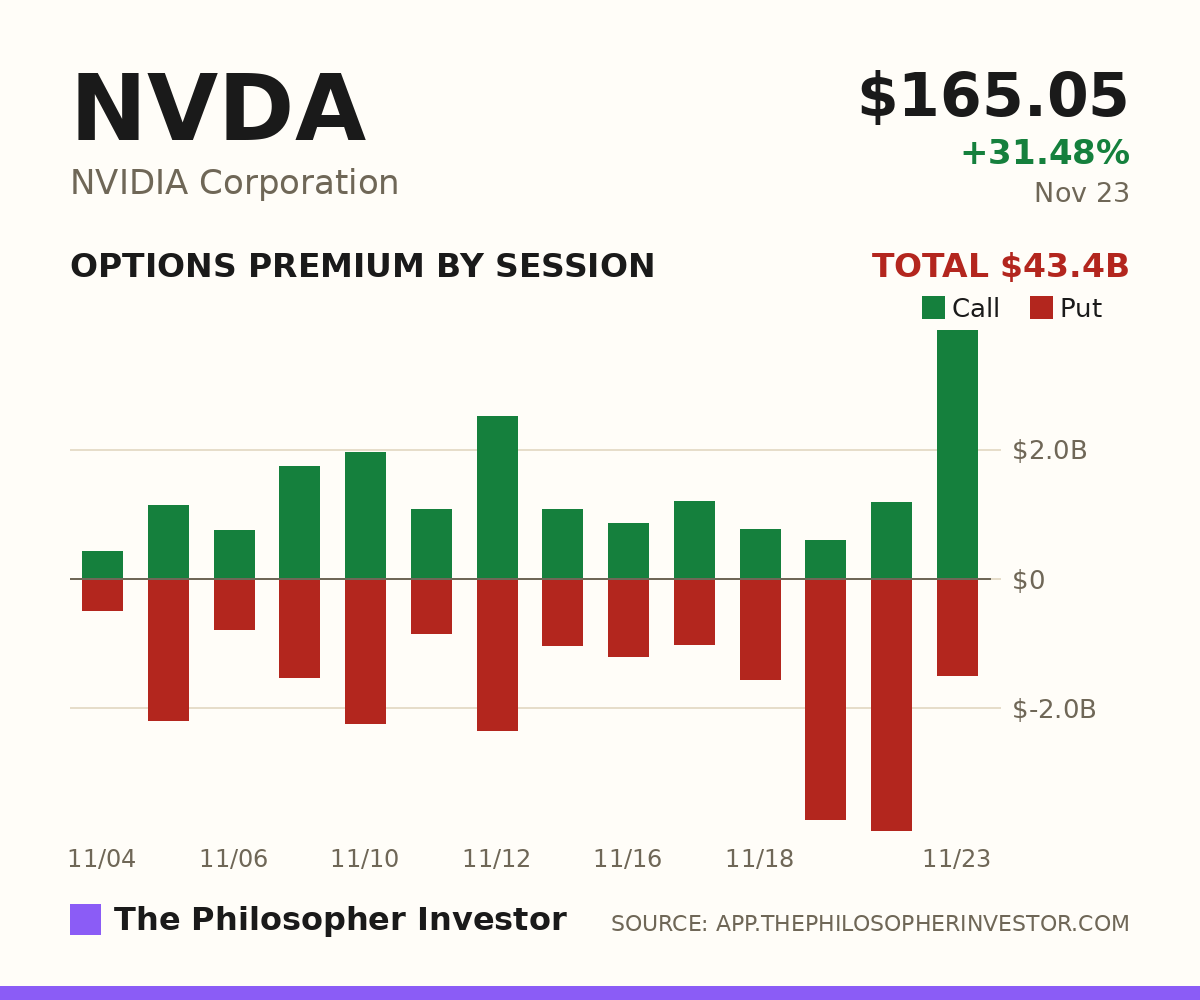 NVDA
$165.05
NVIDIA Corporation
+31.48%
Nov 23
OPTIONS PREMIUM BY SESSION
TOTAL $43.4B
Call
Put
$2.0B
$0
$-2.0B
11/04
11/06
11/10
11/12
11/16
11/18
11/23
The Philosopher Investor
SOURCE: APP.THEPHILOSOPHERINVESTOR.COM